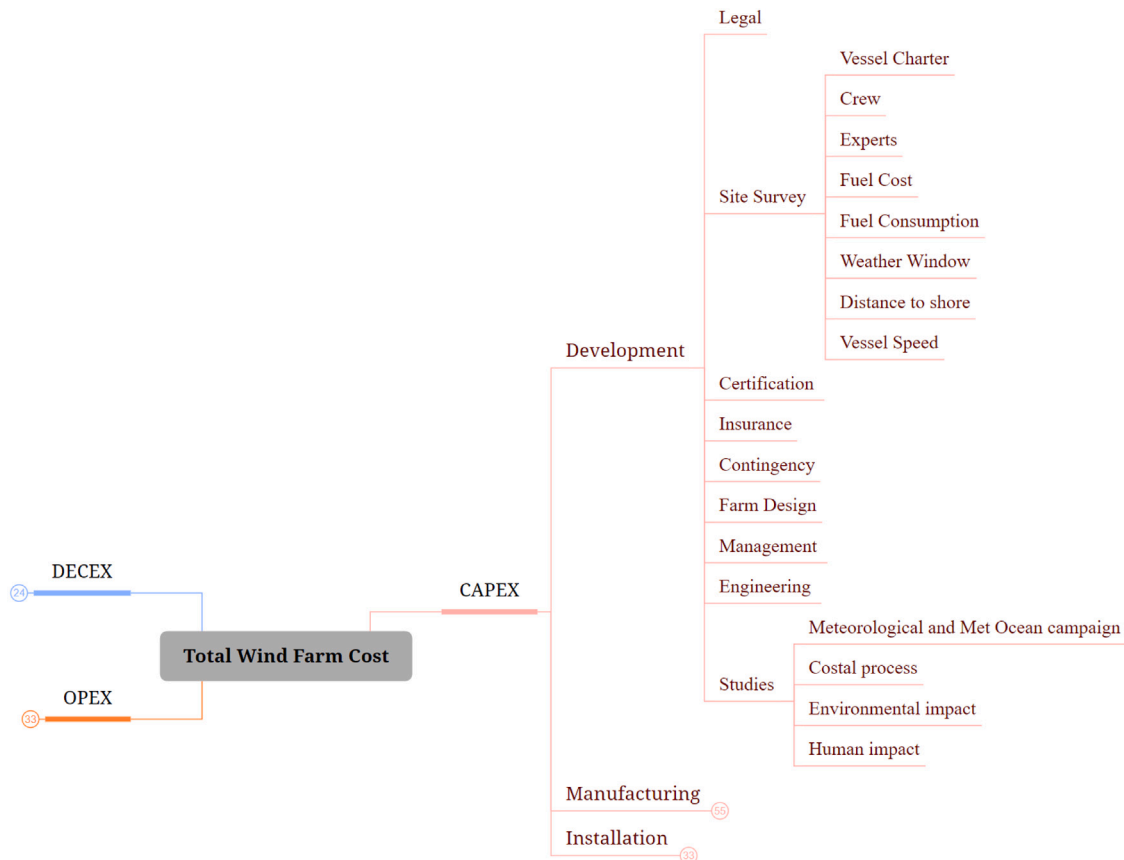 Legal
Vessel Charter
Crew
Experts
Fuel Cost
Site Survey
Fuel Consumption
Weather Window
Distance to shore
Vessel Speed
Development
Certification
Insurance
Contingency
Farm Design
Management
Engineering
Meteorological and Met Ocean campaign
Costal process
Studies
Environmental impact
Human impact
DECEX
24
CAPEX
Total Wind Farm Cost
OPEX
33
Manufacturing
55
Installation
33